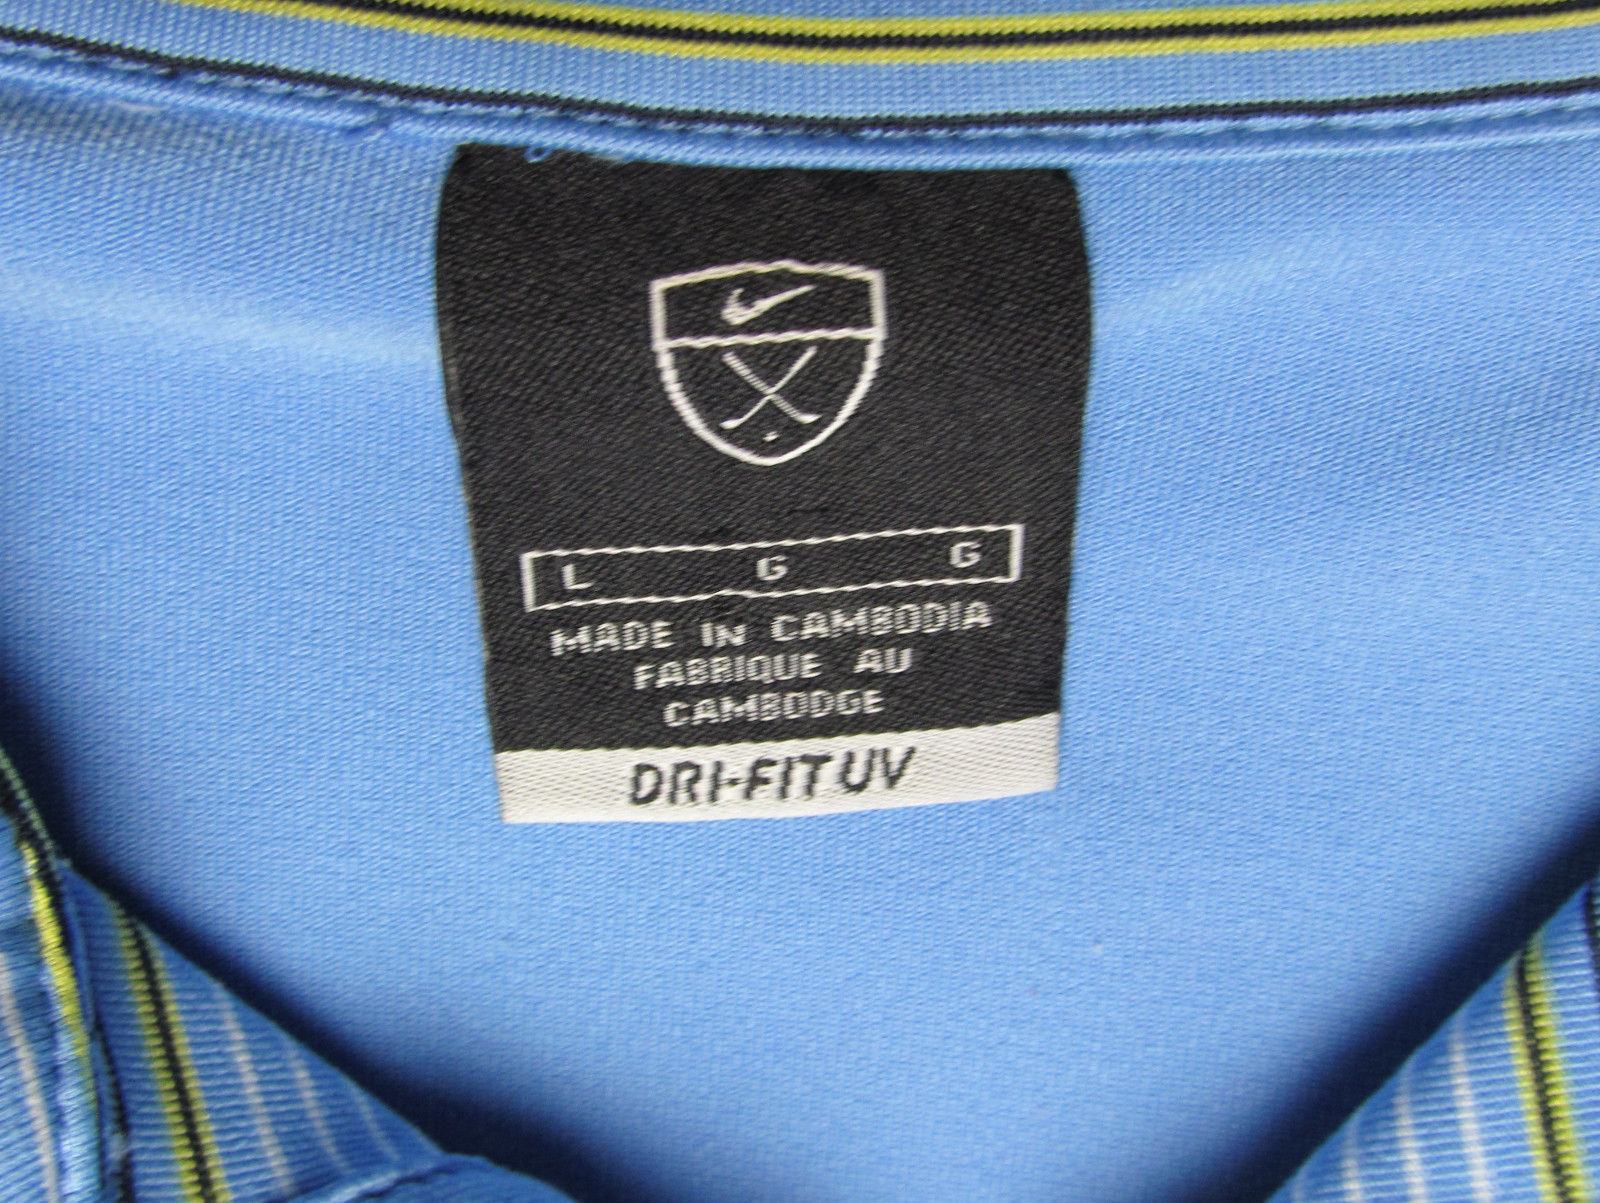 L G G
MADE IN CAMBODIA
FABRIQUE AU
CAMBODGE
DRI-FIT UV